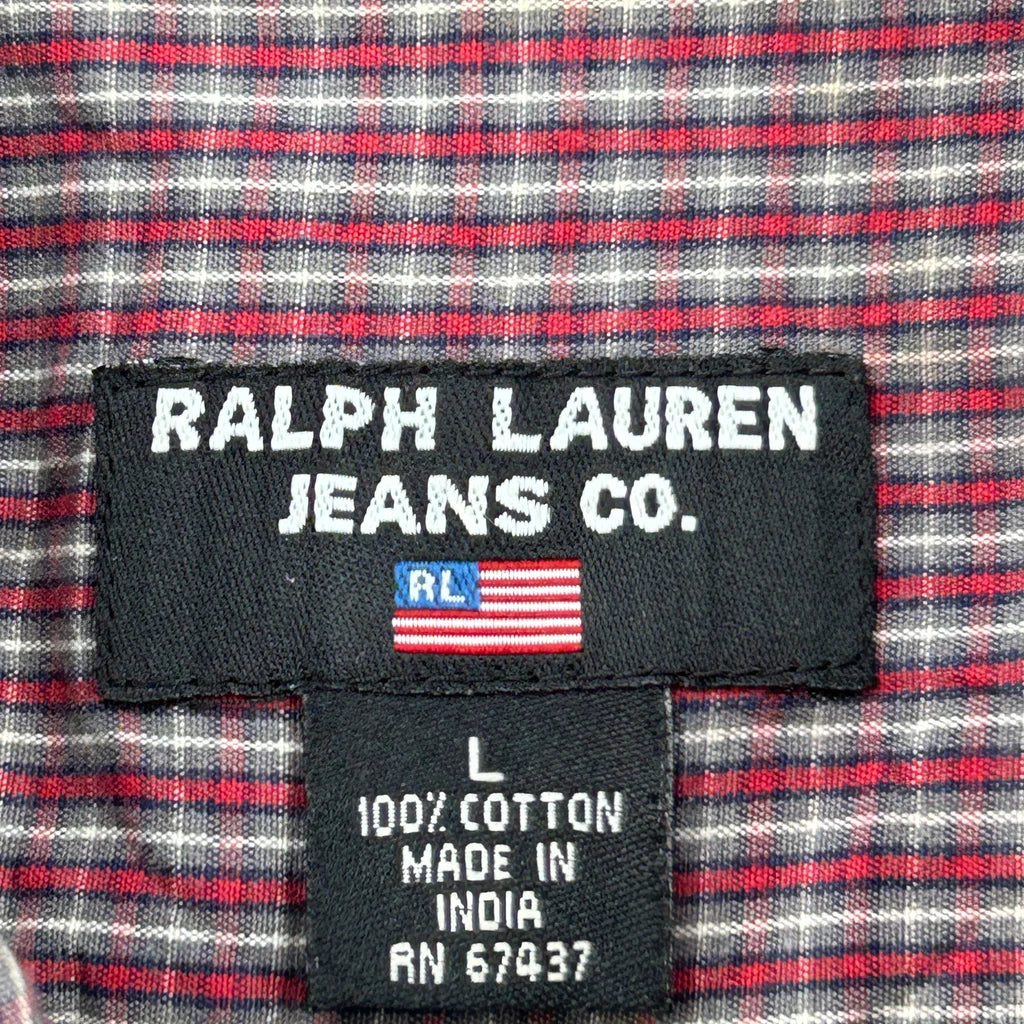 RALPH LAUREN
JEANS CO.
RL
L
100% COTTON
MADE IN
INDIA
RN 67437